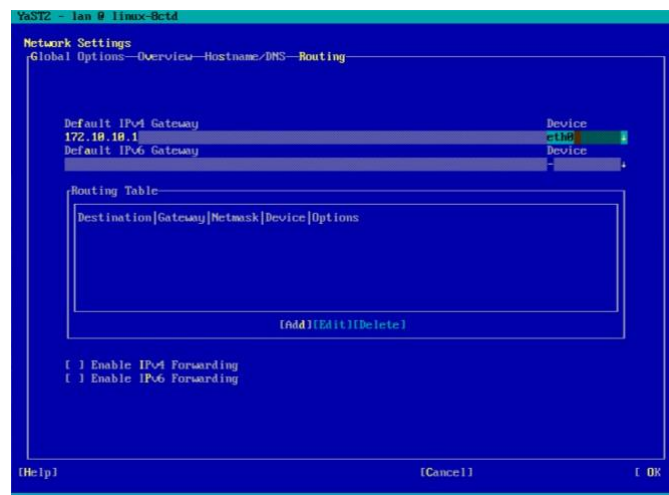 YaST2 - lan @ linux-8ctd
Network Settings
Global Options—Overview—Hostname/DNS—Routing
Default IPv4 Gateway Device
172.10.10.1 eth0
Default IPv6 Gateway Device
-
Routing Table
Destination|Gateway|Netmask|Device|Options
[Add][Edit][Delete]
[ ] Enable IPv4 Forwarding
[ ] Enable IPv6 Forwarding
[Help] [Cancel] [ OK